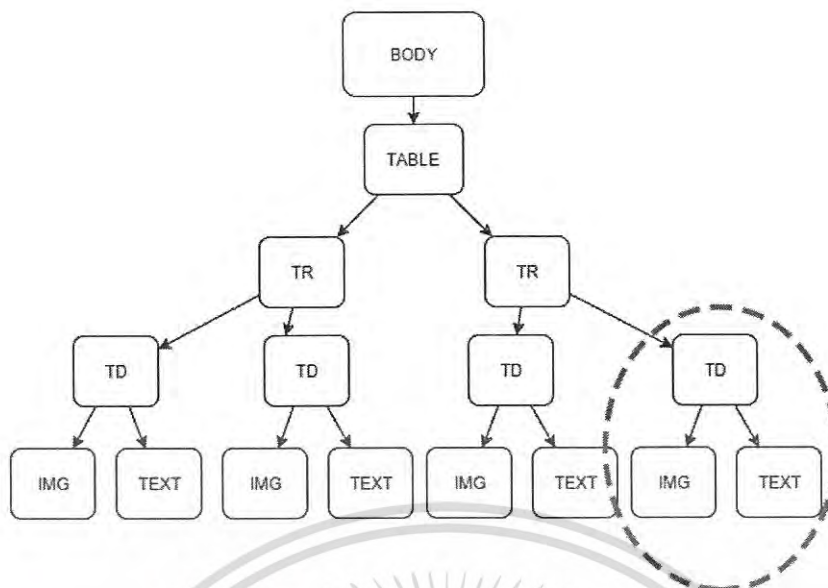 BODY
TABLE
TR TR
TD TD TD TD
IMG TEXT IMG TEXT IMG TEXT IMG TEXT